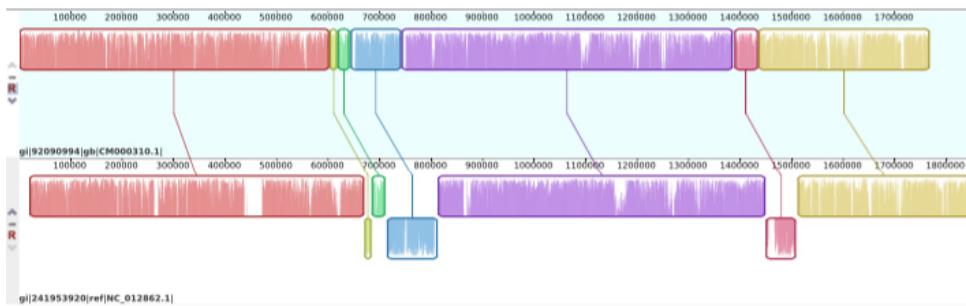 100000 200000 300000 400000 500000 600000 700000 800000 900000 1000000 1100000 1200000 1300000 1400000 1500000 1600000 1700000
R
gi|92090994|gb|CM000310.1|
100000 200000 300000 400000 500000 600000 700000 800000 900000 1000000 1100000 1200000 1300000 1400000 1500000 1600000 1700000 1800000
R
gi|241953920|ref|NC_012862.1|